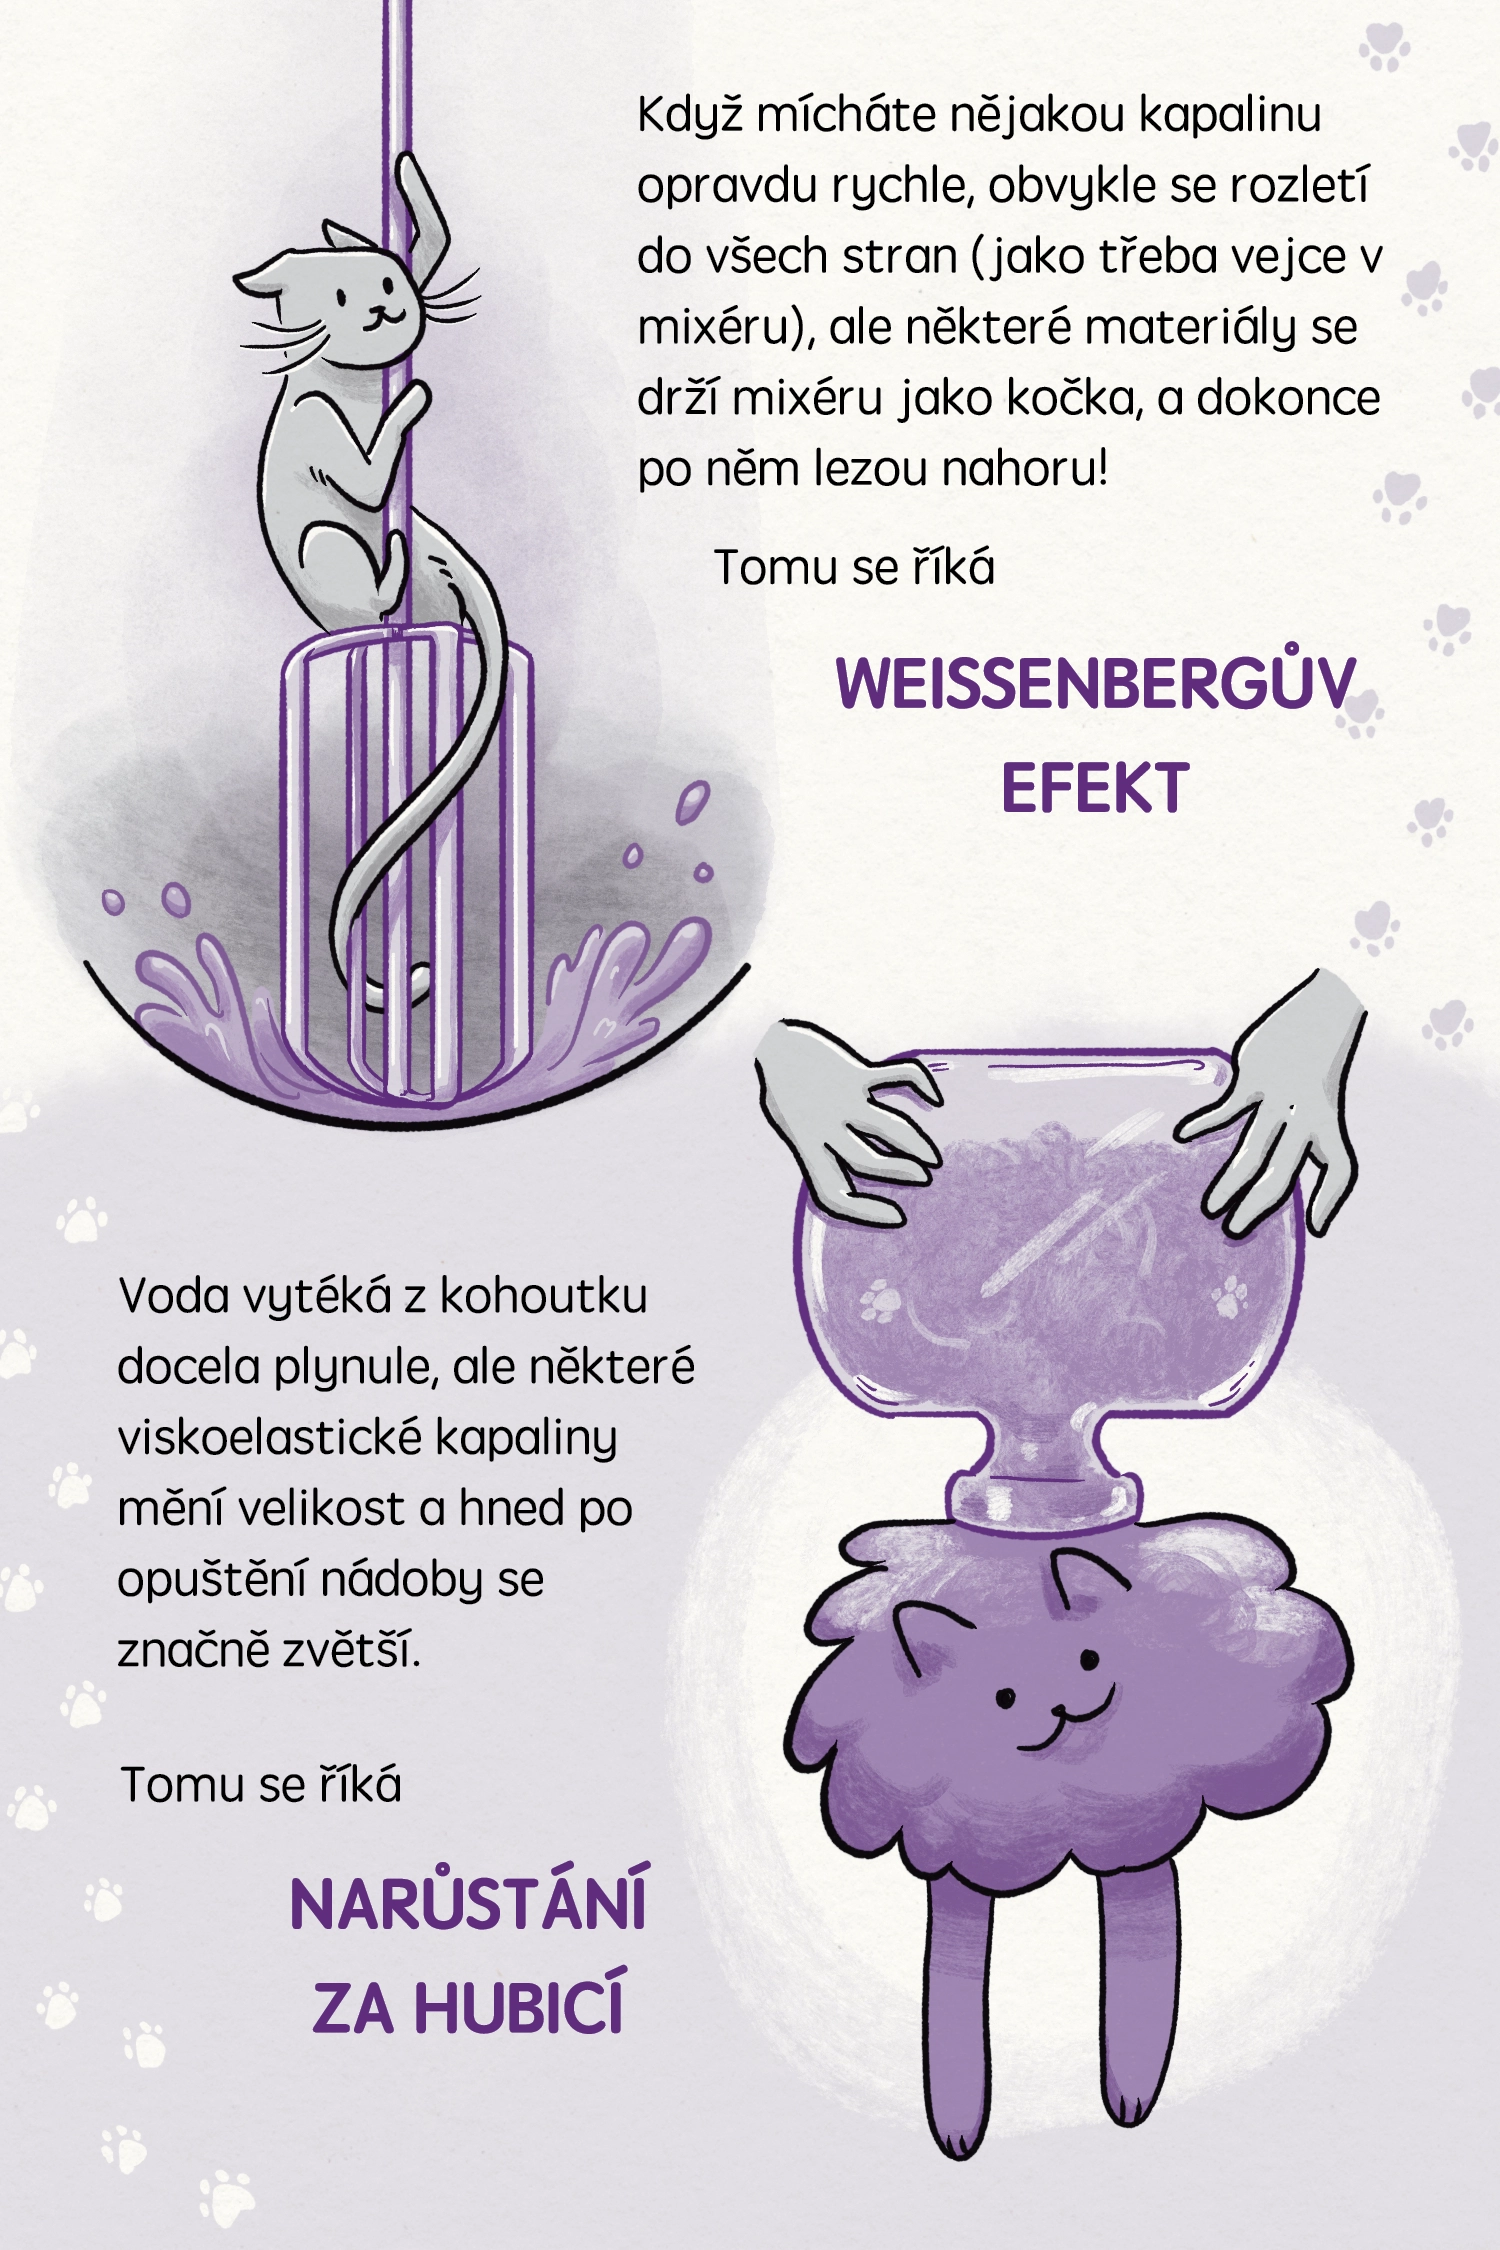 Když mícháte nějakou kapalinu
opravdu rychle, obvykle se rozletí
do všech stran (jako třeba vejce v
mixéru), ale některé materiály se
drží mixéru jako kočka, a dokonce
po něm lezou nahoru!
Tomu se říká
WEISSENBERGŮV
EFEKT
Voda vytéká z kohoutku
docela plynule, ale některé
viskoelastické kapaliny
mění velikost a hned po
opuštění nádoby se
značně zvětší.
Tomu se říká
NARŮSTÁNÍ
ZA HUBICÍ